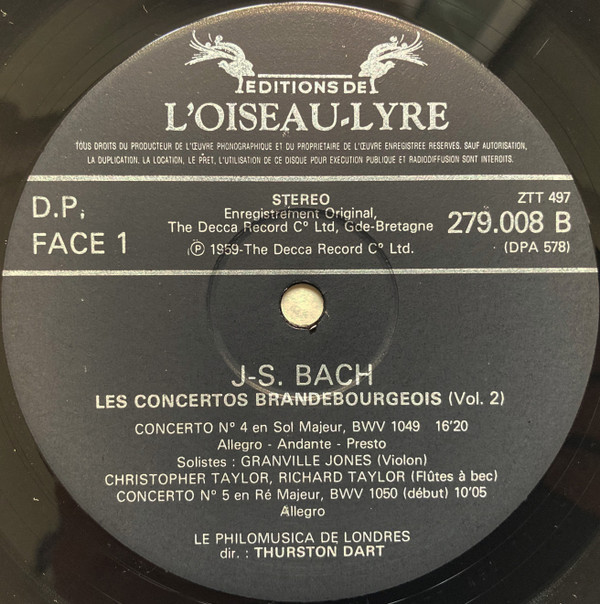 EDITIONS DE
L'OISEAU-LYRE
TOUS DROITS DU PRODUCTEUR DE L'ŒUVRE PHONOGRAPHIQUE ET DU PROPRIETAIRE DE L'ŒUVRE ENREGISTREE RESERVES. SAUF AUTORISATION,
LA DUPLICATION, LA LOCATION, LE PRET, L'UTILISATION DE CE DISQUE POUR EXECUTION PUBLIQUE ET RADIODIFFUSION SONT INTERDITS.
D.P.
FACE 1
STEREO
Enregistrement Original,
The Decca Record C° Ltd, Gde-Bretagne
℗ 1959-The Decca Record C° Ltd.
ZTT 497
279.008 B
(DPA 578)
J-S. BACH
LES CONCERTOS BRANDEBOURGEOIS (Vol. 2)
CONCERTO N° 4 en Sol Majeur, BWV 1049 16'20
Allegro - Andante - Presto
Solistes : GRANVILLE JONES (Violon)
CHRISTOPHER TAYLOR, RICHARD TAYLOR (Flûtes à bec)
CONCERTO N° 5 en Ré Majeur, BWV 1050 (début) 10'05
Allegro
LE PHILOMUSICA DE LONDRES
dir. : THURSTON DART